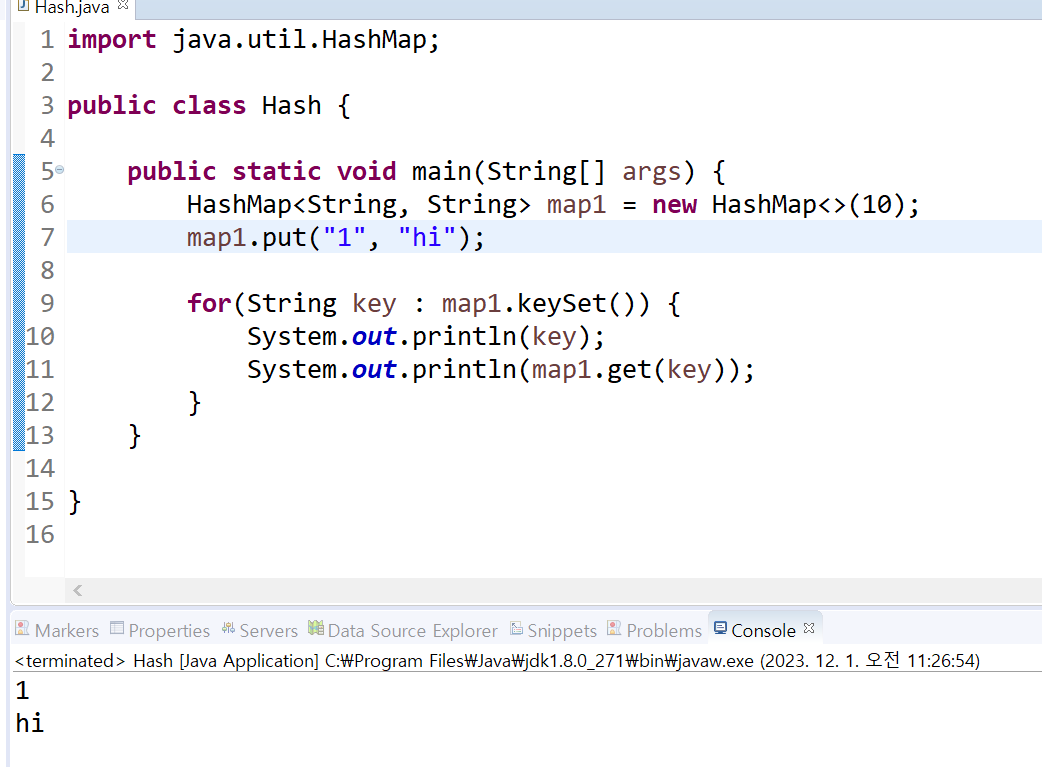 Hash.java
1 import java.util.HashMap;
2
3 public class Hash {
4
5 public static void main(String[] args) {
6 HashMap<String, String> map1 = new HashMap<>(10);
7 map1.put("1", "hi");
8
9 for(String key : map1.keySet()) {
10 System.out.println(key);
11 System.out.println(map1.get(key));
12 }
13 }
14
15 }
16
Markers Properties Servers Data Source Explorer Snippets Problems Console
<terminated> Hash [Java Application] C:₩Program Files₩Java₩jdk1.8.0_271₩bin₩javaw.exe (2023. 12. 1. 오전 11:26:54)
1
hi